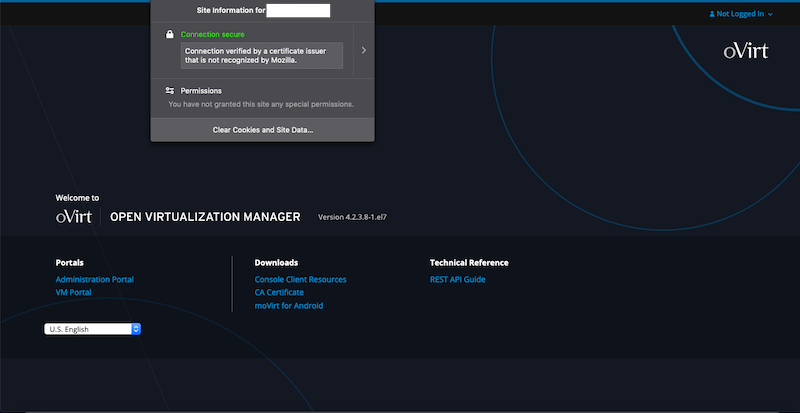 Site Information for
Not Logged In
Connection secure
Connection verified by a certificate issuer
that is not recognized by Mozilla.
oVirt
Permissions
You have not granted this site any special permissions.
Clear Cookies and Site Data...
Welcome to
oVirt OPEN VIRTUALIZATION MANAGER Version 4.2.3.8-1.el7
Portals
Administration Portal
VM Portal
Downloads
Console Client Resources
CA Certificate
moVirt for Android
Technical Reference
REST API Guide
U.S. English